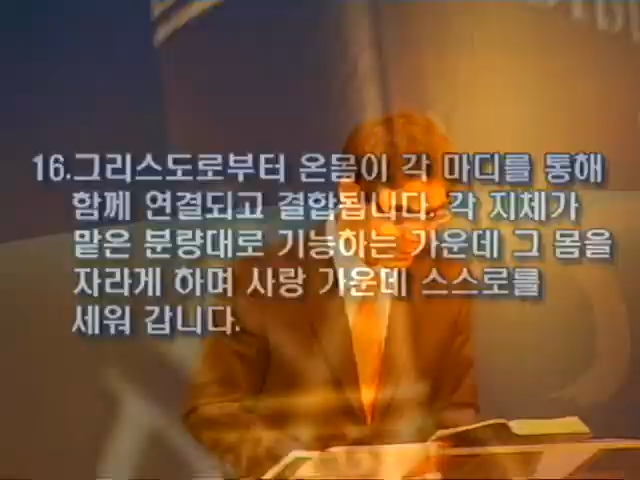 16.그리스도로부터 온몸이 각 마디를 통해
함께 연결되고 결합됩니다. 각 지체가
맡은 분량대로 기능하는 가운데 그 몸을
자라게 하며 사랑 가운데 스스로를
세워 갑니다.